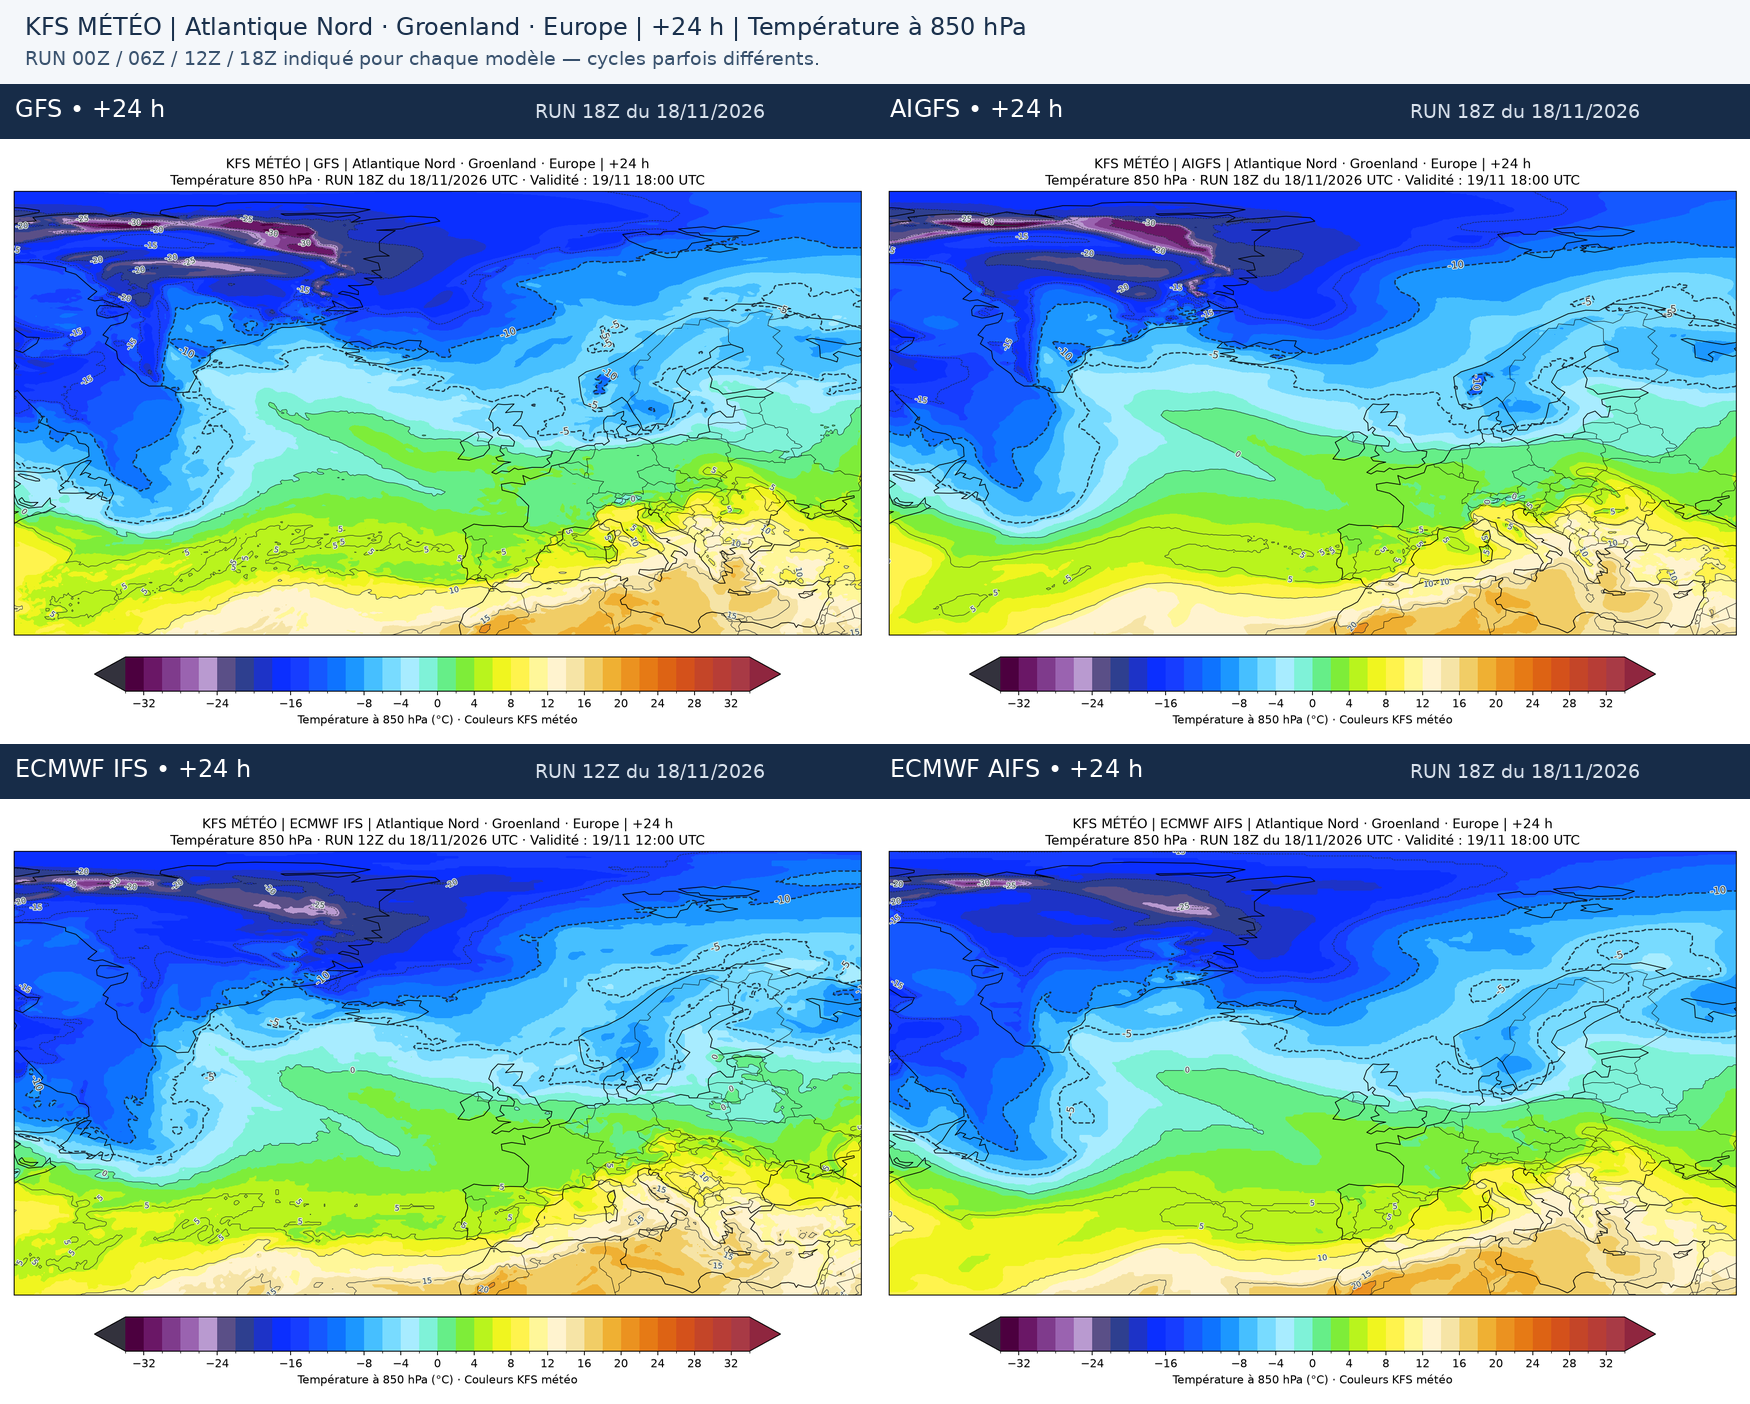 KFS MÉTÉO | Atlantique Nord · Groenland · Europe | +24 h | Température à 850 hPa
RUN 00Z / 06Z / 12Z / 18Z indiqué pour chaque modèle — cycles parfois différents.
GFS • +24 h
RUN 18Z du 18/11/2026
KFS MÉTÉO | GFS | Atlantique Nord · Groenland · Europe | +24 h
Température 850 hPa · RUN 18Z du 18/11/2026 UTC · Validité : 19/11 18:00 UTC
−32 −24 −16 −8 −4 0 4 8 12 16 20 24 28 32
Température à 850 hPa (°C) · Couleurs KFS météo
AIGFS • +24 h
RUN 18Z du 18/11/2026
KFS MÉTÉO | AIGFS | Atlantique Nord · Groenland · Europe | +24 h
Température 850 hPa · RUN 18Z du 18/11/2026 UTC · Validité : 19/11 18:00 UTC
−32 −24 −16 −8 −4 0 4 8 12 16 20 24 28 32
Température à 850 hPa (°C) · Couleurs KFS météo
ECMWF IFS • +24 h
RUN 12Z du 18/11/2026
KFS MÉTÉO | ECMWF IFS | Atlantique Nord · Groenland · Europe | +24 h
Température 850 hPa · RUN 12Z du 18/11/2026 UTC · Validité : 19/11 12:00 UTC
−32 −24 −16 −8 −4 0 4 8 12 16 20 24 28 32
Température à 850 hPa (°C) · Couleurs KFS météo
ECMWF AIFS • +24 h
RUN 18Z du 18/11/2026
KFS MÉTÉO | ECMWF AIFS | Atlantique Nord · Groenland · Europe | +24 h
Température 850 hPa · RUN 18Z du 18/11/2026 UTC · Validité : 19/11 18:00 UTC
−32 −24 −16 −8 −4 0 4 8 12 16 20 24 28 32
Température à 850 hPa (°C) · Couleurs KFS météo